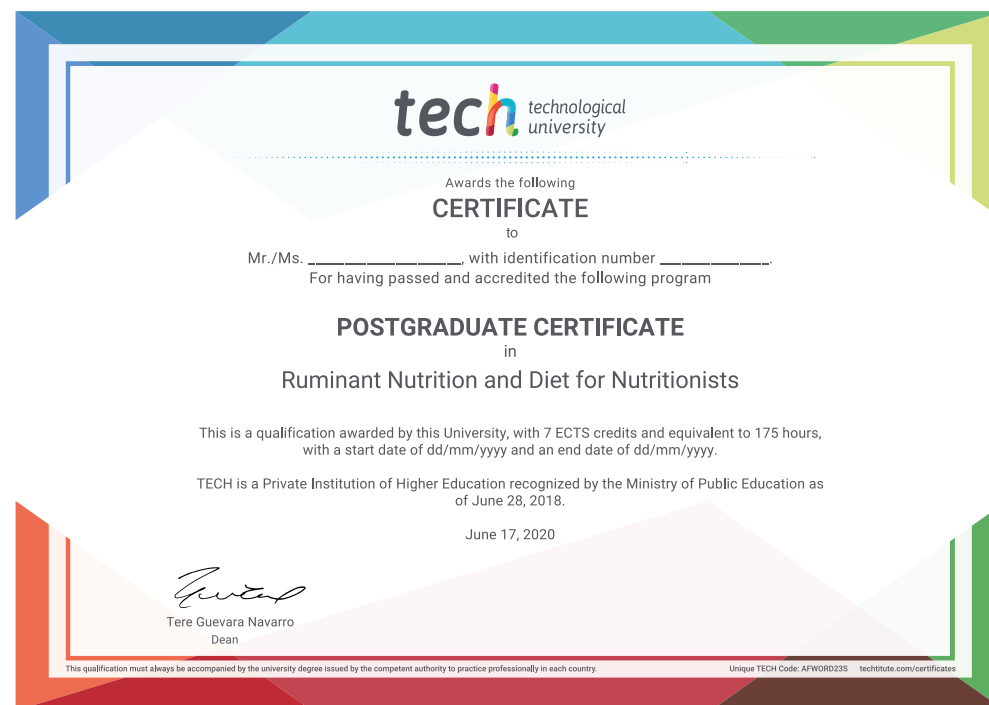 tech technological
university
Awards the following
CERTIFICATE
to
Mr./Ms. __________________, with identification number _____________.
For having passed and accredited the following program
POSTGRADUATE CERTIFICATE
in
Ruminant Nutrition and Diet for Nutritionists
This is a qualification awarded by this University, with 7 ECTS credits and equivalent to 175 hours,
with a start date of dd/mm/yyyy and an end date of dd/mm/yyyy.
TECH is a Private Institution of Higher Education recognized by the Ministry of Public Education as
of June 28, 2018.
June 17, 2020
Tere Guevara Navarro
Dean
This qualification must always be accompanied by the university degree issued by the competent authority to practice professionally in each country.
Unique TECH Code: AFWORD23S techtitute.com/certificates